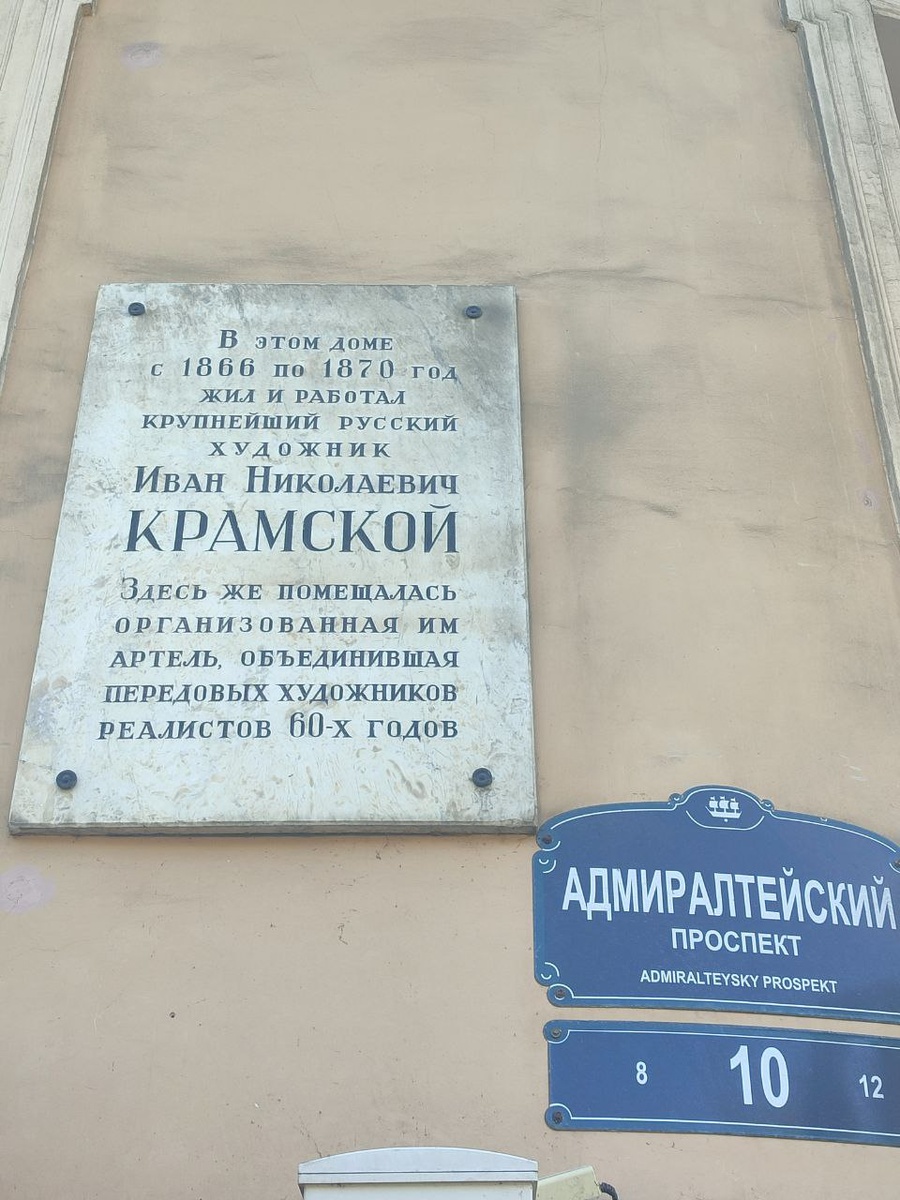 В этом доме
с 1866 по 1870 год
жил и работал
крупнейший русский
художник
Иван Николаевич
КРАМСКОЙ
Здесь же помещалась
организованная им
артель, объединившая
передовых художников
реалистов 60-х годов
АДМИРАЛТЕЙСКИЙ
ПРОСПЕКТ
ADMIRALTEYSKY PROSPEKT
8 10 12